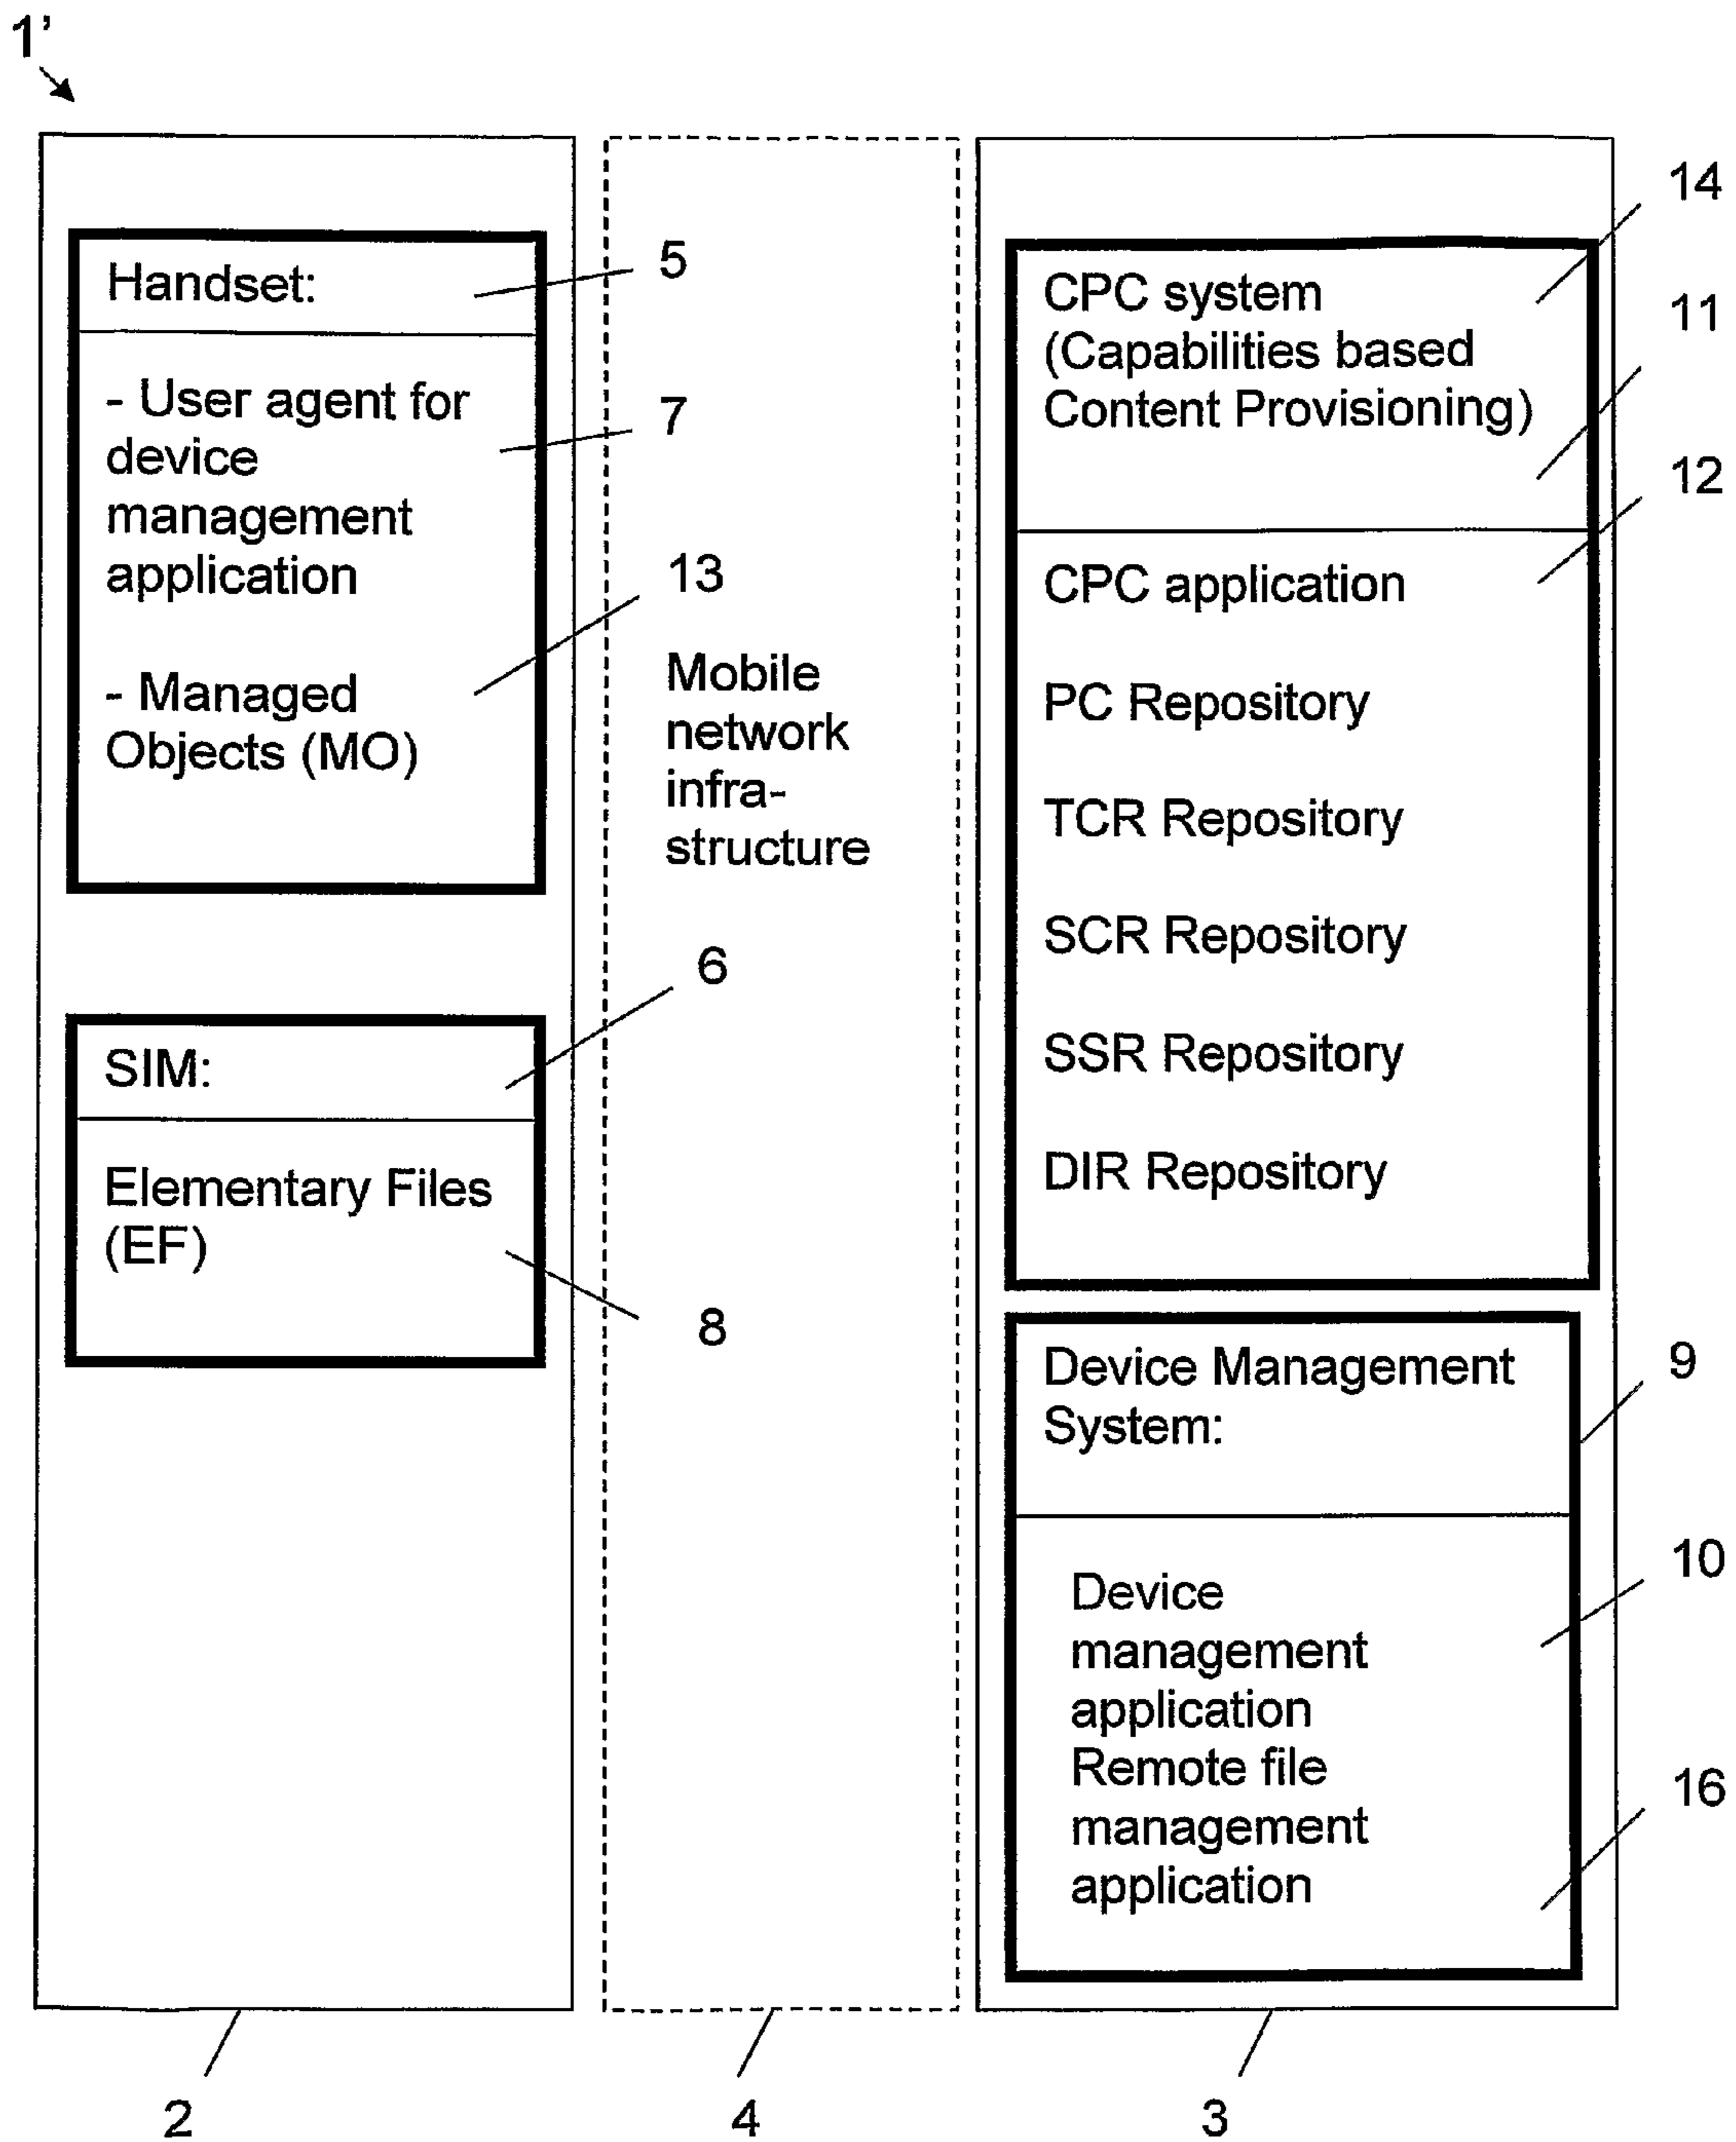 1’
Handset:
5
- User agent for
device
management
application
7
- Managed
Objects (MO)
13
SIM:
6
Elementary Files
(EF)
8
Mobile
network
infra-
structure
CPC system
(Capabilities based
Content Provisioning)
14
11
CPC application
12
PC Repository
TCR Repository
SCR Repository
SSR Repository
DIR Repository
Device Management
System:
9
Device
management
application
10
Remote file
management
application
16
2
4
3